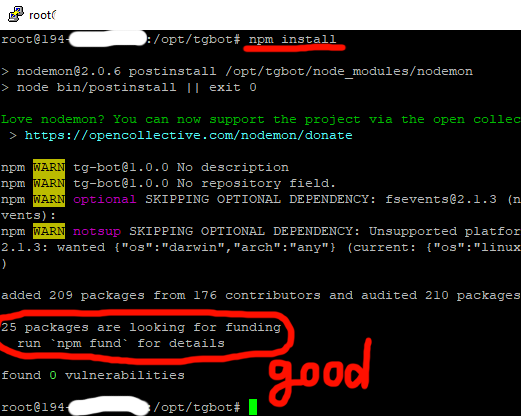 root(
root@194- :/opt/tgbot# npm install
> nodemon@2.0.6 postinstall /opt/tgbot/node_modules/nodemon
> node bin/postinstall || exit 0
Love nodemon? You can now support the project via the open collec
> https://opencollective.com/nodemon/donate
npm WARN tg-bot@1.0.0 No description
npm WARN tg-bot@1.0.0 No repository field.
npm WARN optional SKIPPING OPTIONAL DEPENDENCY: fsevents@2.1.3 (n
vents):
npm WARN notsup SKIPPING OPTIONAL DEPENDENCY: Unsupported platfor
2.1.3: wanted {"os":"darwin","arch":"any"} (current: {"os":"linux
)
added 209 packages from 176 contributors and audited 210 packages
25 packages are looking for funding
run `npm fund` for details
good
found 0 vulnerabilities
root@194- :/opt/tgbot#